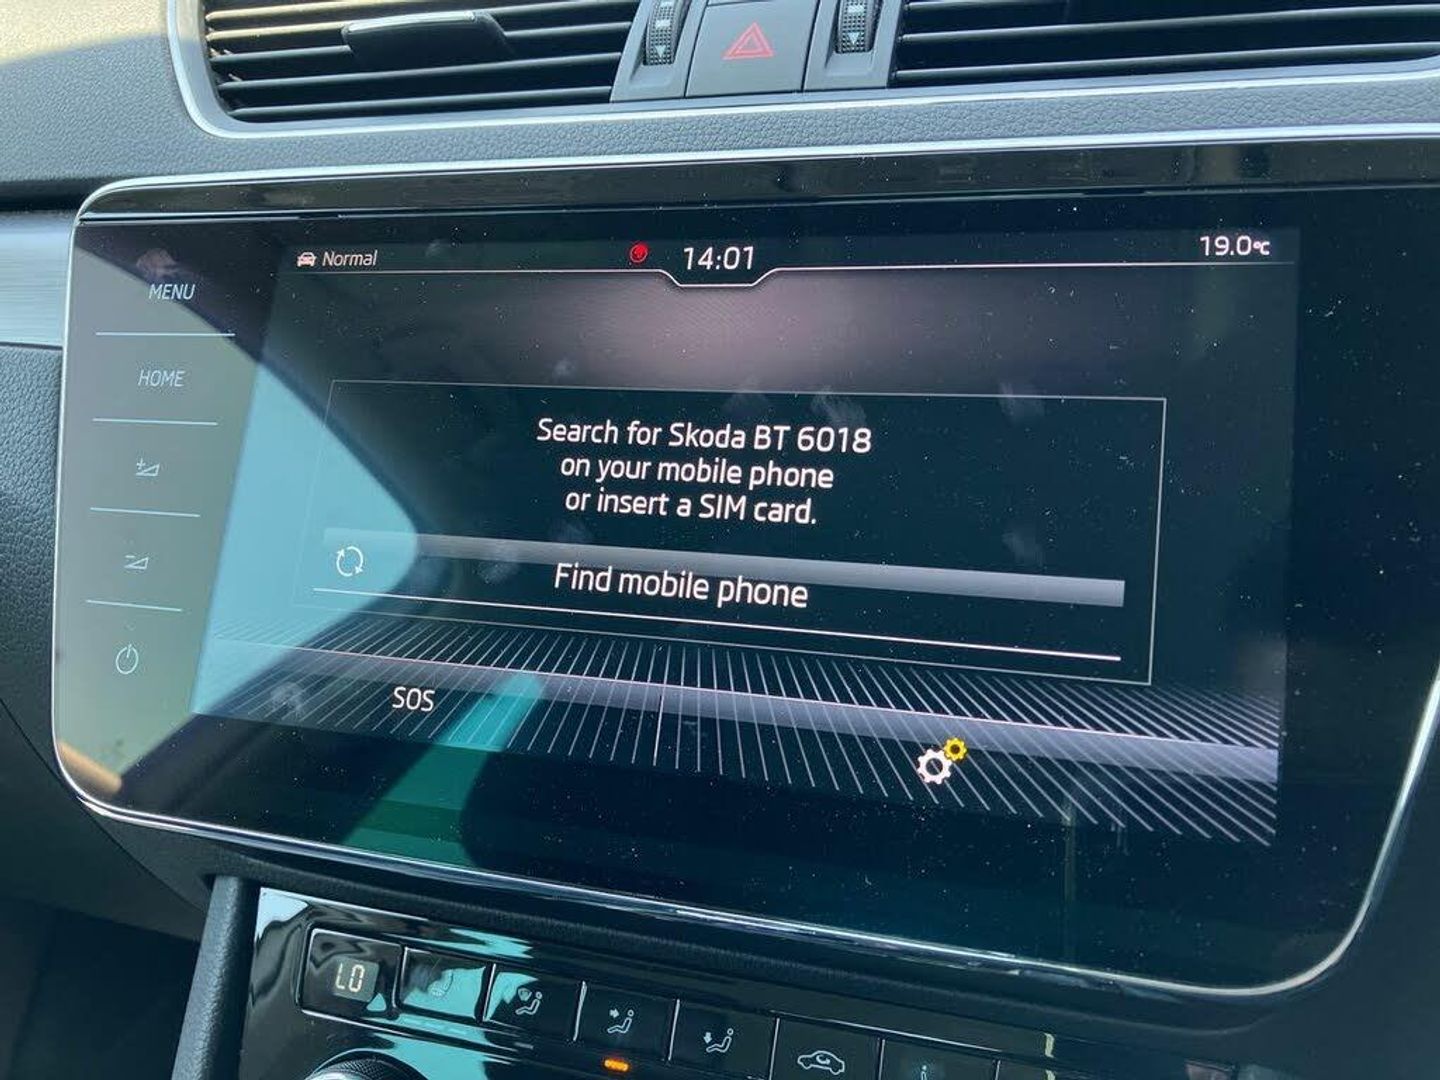 Normal
14:01
19.0°C
MENU
HOME
Search for Skoda BT 6018
on your mobile phone
or insert a SIM card.
Find mobile phone
SOS
LO